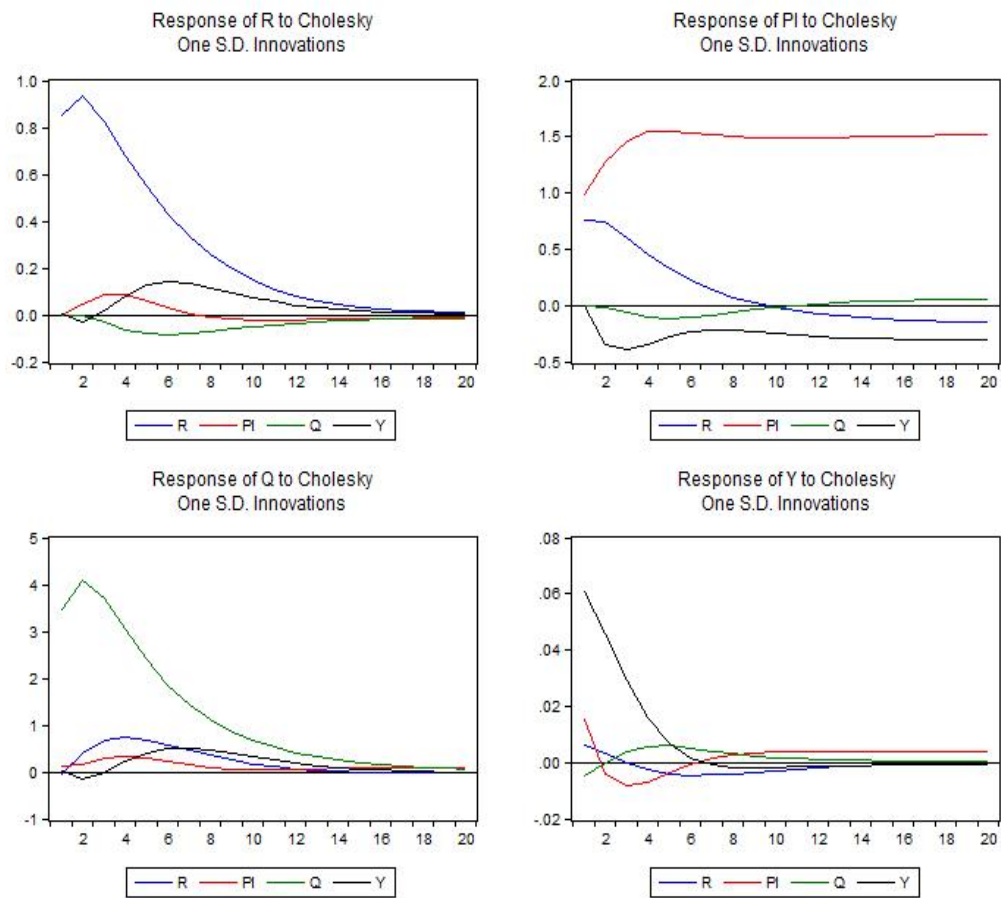 Response of R to Cholesky
One S.D. Innovations
1.0
0.8
0.6
0.4
0.2
0.0
-0.2
2 4 6 8 10 12 14 16 18 20
R PI Q Y
Response of PI to Cholesky
One S.D. Innovations
2.0
1.5
1.0
0.5
0.0
-0.5
2 4 6 8 10 12 14 16 18 20
R PI Q Y
Response of Q to Cholesky
One S.D. Innovations
5
4
3
2
1
0
-1
2 4 6 8 10 12 14 16 18 20
R PI Q Y
Response of Y to Cholesky
One S.D. Innovations
.08
.06
.04
.02
.00
-.02
2 4 6 8 10 12 14 16 18 20
R PI Q Y